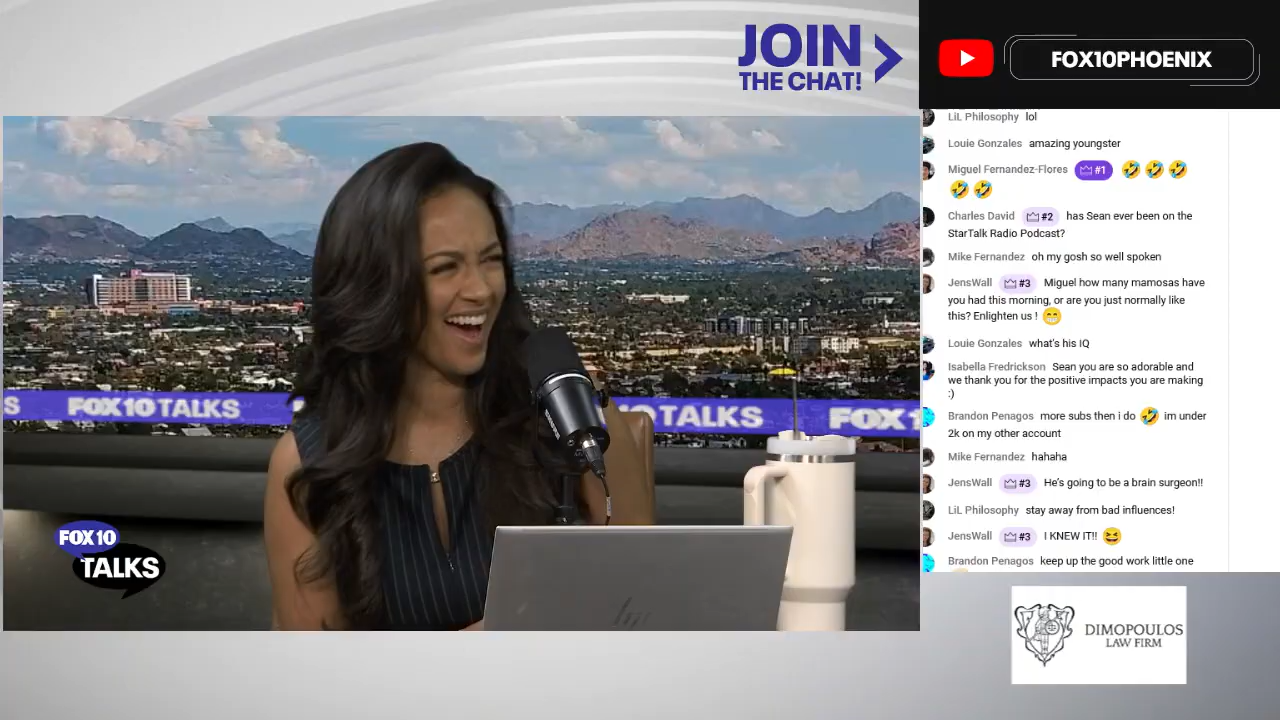 JOIN
THE CHAT!
FOX10PHOENIX
LiL Philosophy lol
Louie Gonzales amazing youngster
Miguel Fernandez-Flores #1
Charles David #2 has Sean ever been on the
StarTalk Radio Podcast?
Mike Fernandez oh my gosh so well spoken
JensWall #3 Miguel how many mamosas have
you had this morning, or are you just normally like
this? Enlighten us !
Louie Gonzales what's his IQ
Isabella Fredrickson Sean you are so adorable and
we thank you for the positive impacts you are making
:)
Brandon Penagos more subs then i do im under
2k on my other account
Mike Fernandez hahaha
JensWall #3 He's going to be a brain surgeon!!
LiL Philosophy stay away from bad influences!
JensWall #3 I KNEW IT!!
Brandon Penagos keep up the good work little one
S FOX10 TALKS
10 TALKS FOX1
FOX10
TALKS
hp
DIMOPOULOS
LAW FIRM